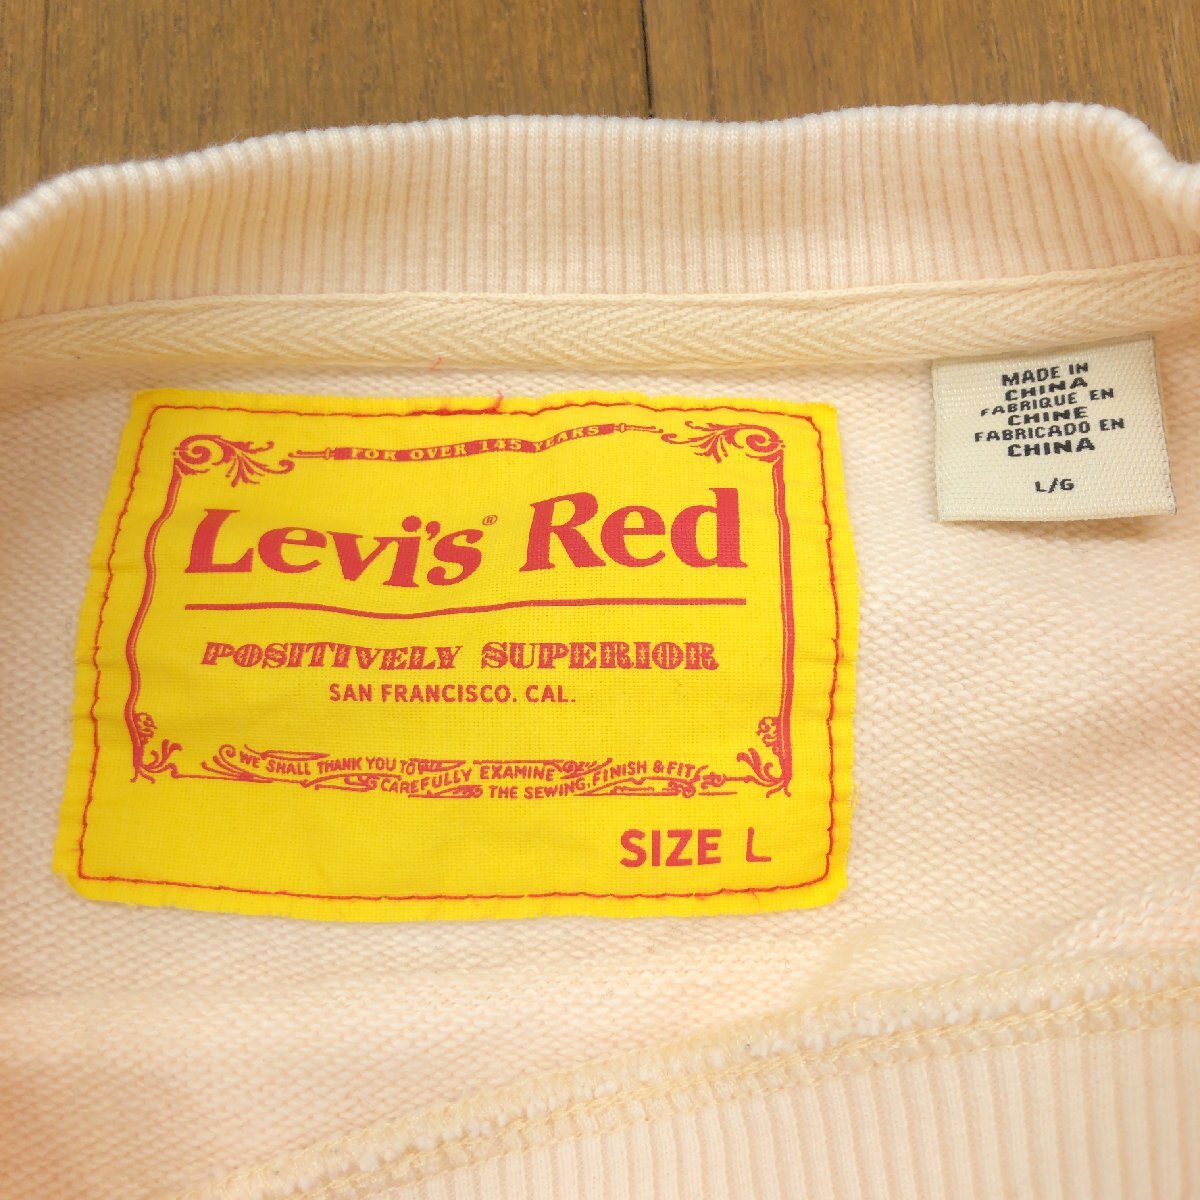 FOR OVER 145 YEARS
Levi's® Red
POSITIVELY SUPERIOR
SAN FRANCISCO. CAL.
WE SHALL THANK YOU TO
CAREFULLY EXAMINE
THE SEWING, FINISH & FIT
SIZE L
MADE IN
CHINA
FABRIQUE EN
CHINE
FABRICADO EN
CHINA
L/G